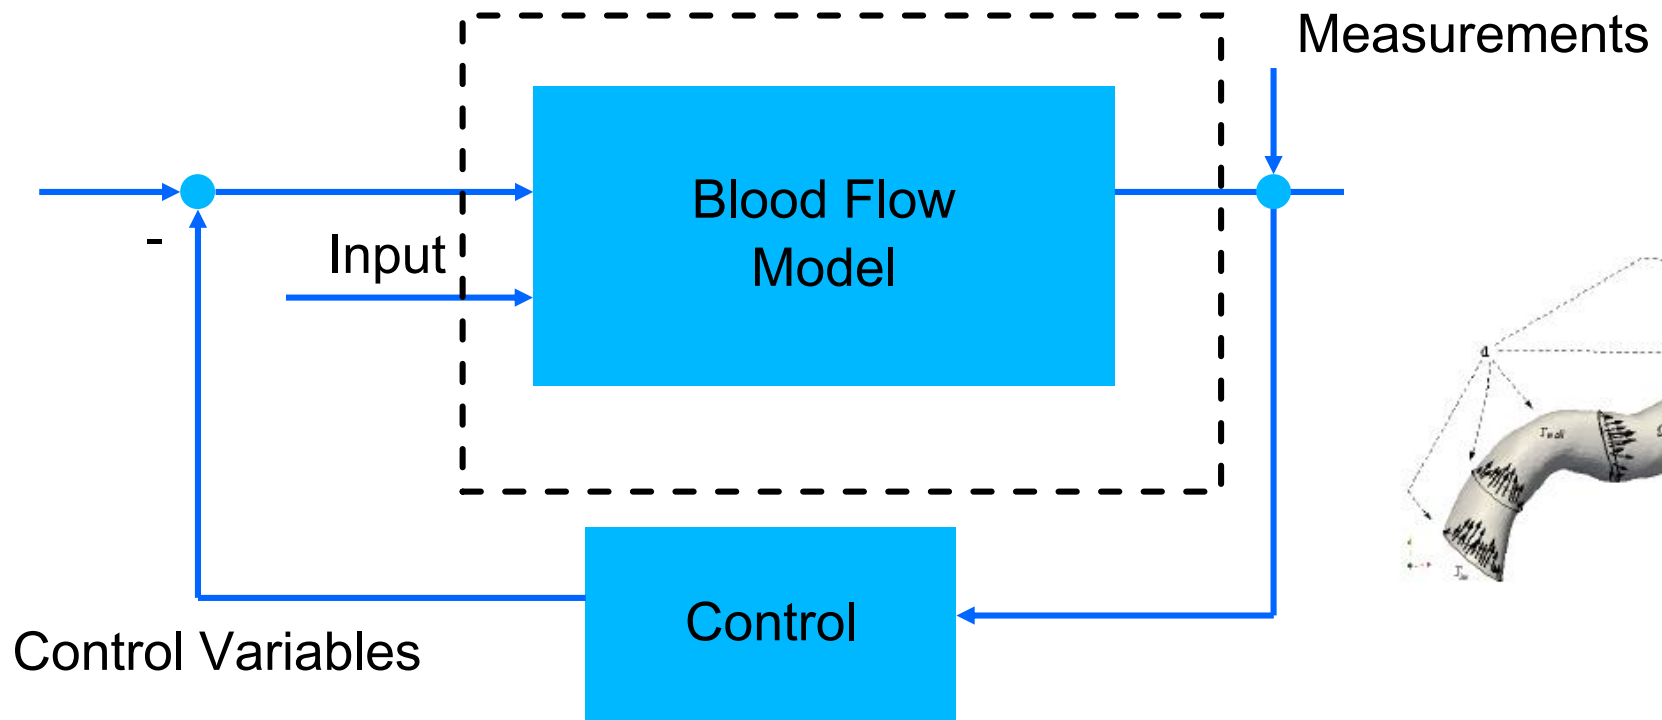 Measurements
Blood Flow
Model
-
Input
d
Control
Control Variables